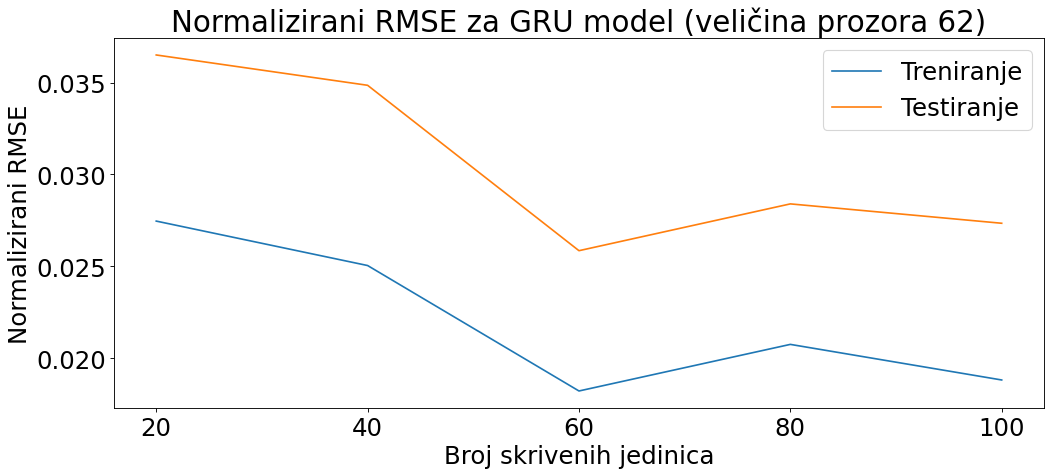 Normalizirani RMSE za GRU model (veličina prozora 62)
Treniranje
Testiranje
Normalizirani RMSE
0.035
0.030
0.025
0.020
20 40 60 80 100
Broj skrivenih jedinica